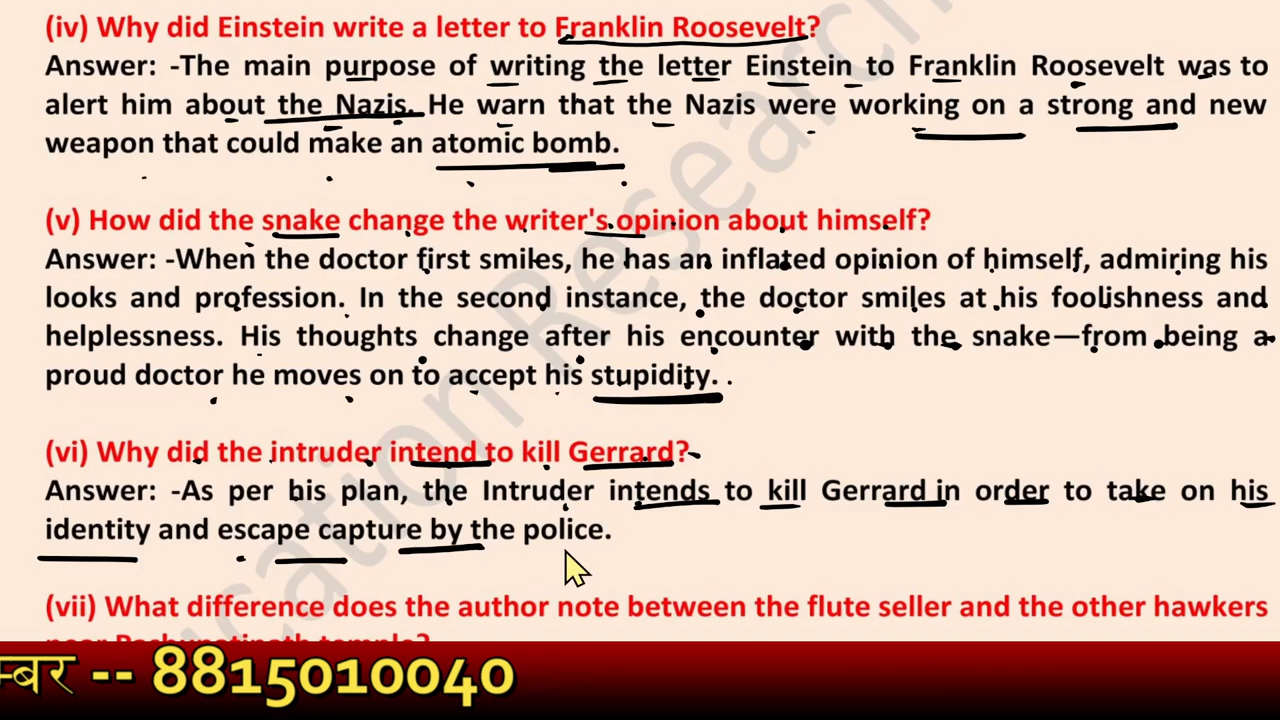 (iv) Why did Einstein write a letter to Franklin Roosevelt?
Answer: -The main purpose of writing the letter Einstein to Franklin Roosevelt was to
alert him about the Nazis. He warn that the Nazis were working on a strong and new
weapon that could make an atomic bomb.
(v) How did the snake change the writer's opinion about himself?
Answer: -When the doctor first smiles, he has an inflated opinion of himself, admiring his
looks and profession. In the second instance, the doctor smiles at his foolishness and
helplessness. His thoughts change after his encounter with the snake—from being a
proud doctor he moves on to accept his stupidity. .
(vi) Why did the intruder intend to kill Gerrard?
Answer: -As per his plan, the Intruder intends to kill Gerrard in order to take on his
identity and escape capture by the police.
(vii) What difference does the author note between the flute seller and the other hawkers
near Pashupatinath temple?
-- 8815010040